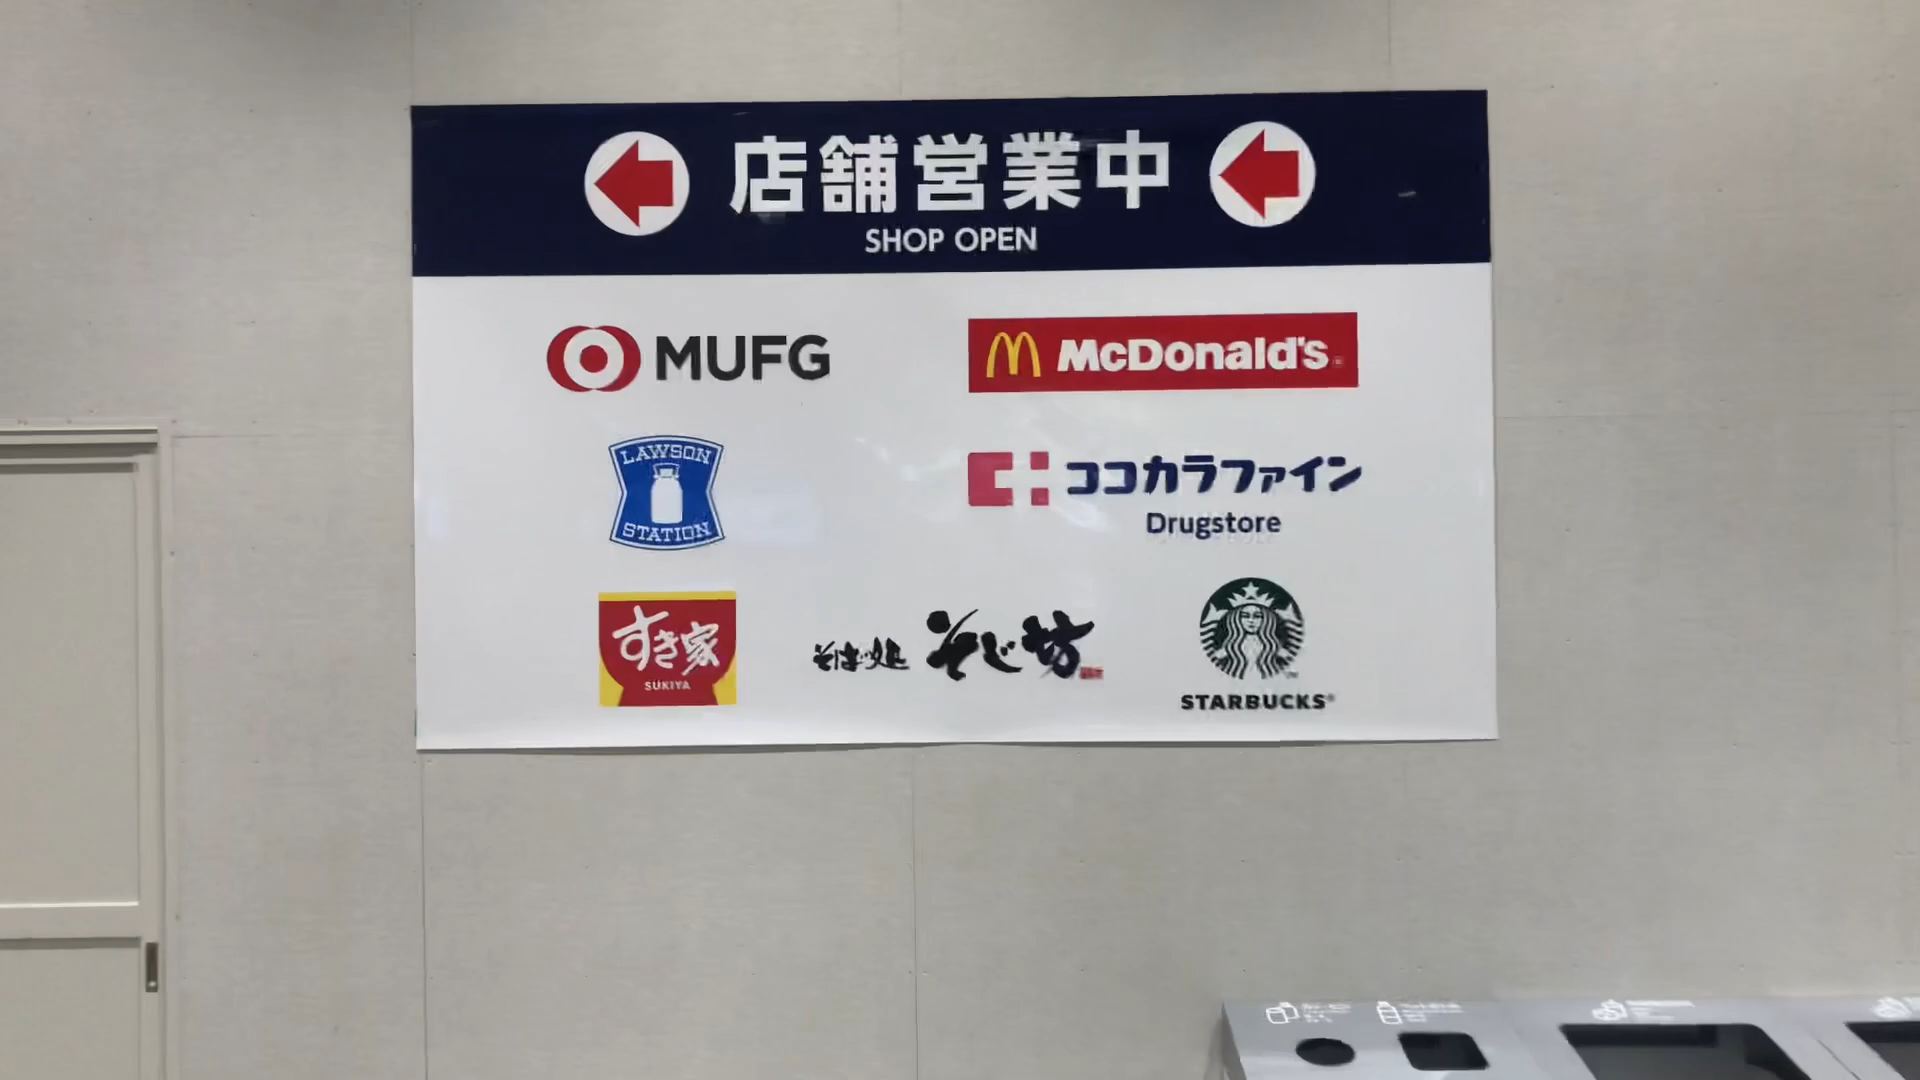 店舗営業中
SHOP OPEN
MUFG
McDonald's
LAWSON
STATION
ココカラファイン
Drugstore
すき家
SUKIYA
そば処 そじ坊
STARBUCKS®